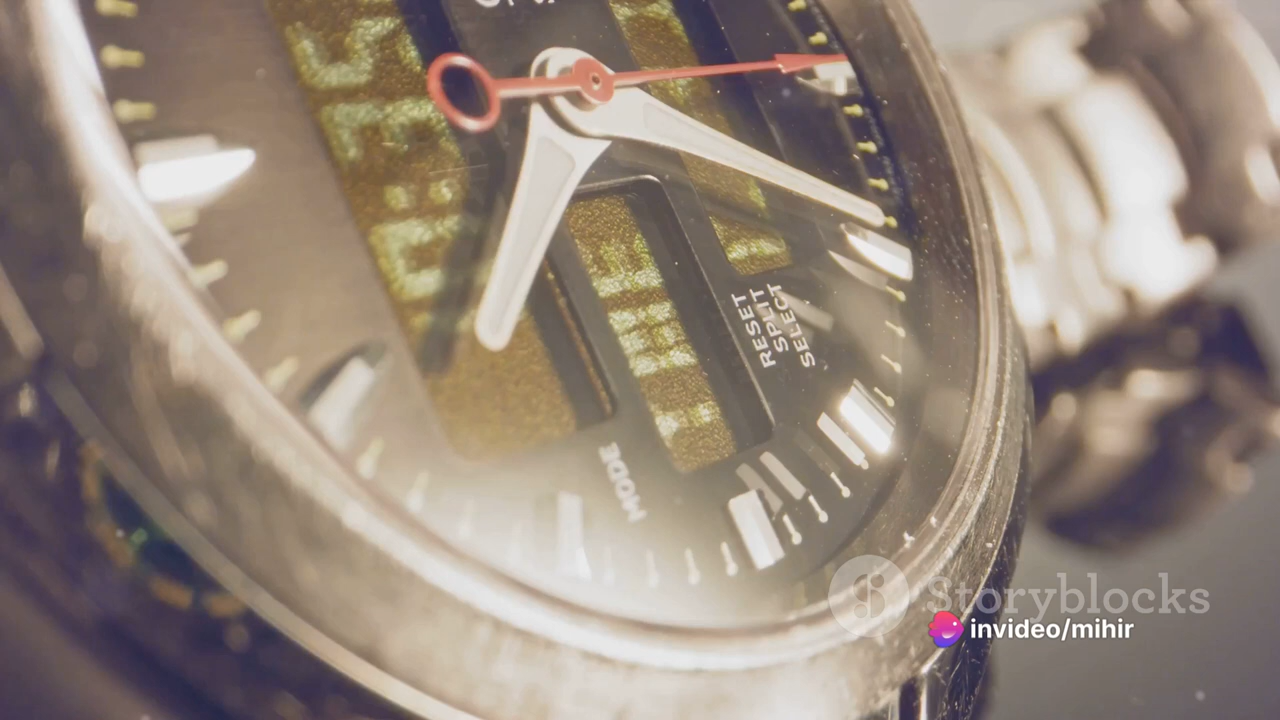 RESET
SPLIT
SELECT
MODE
Storyblocks
invideo/mihir